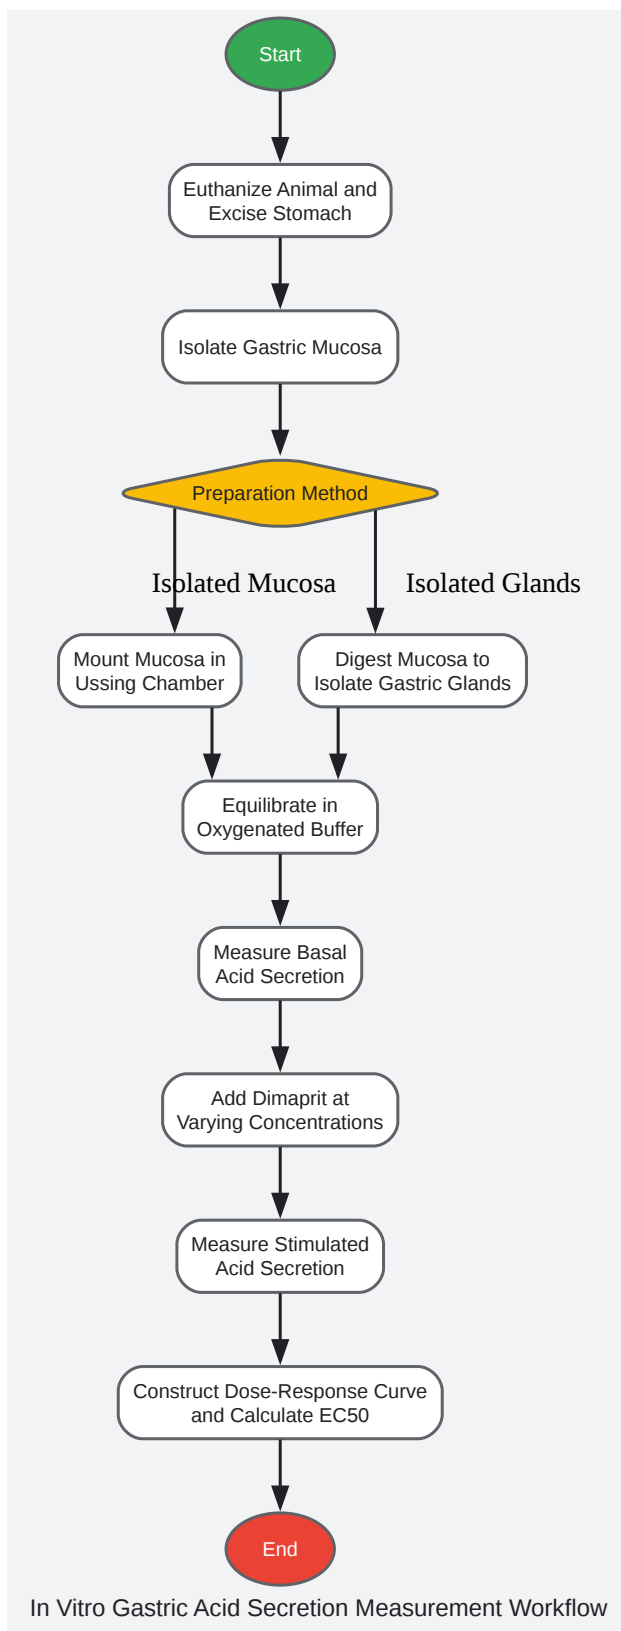 Start
Euthanize Animal and
Excise Stomach
Isolate Gastric Mucosa
Preparation Method
Isolated Mucosa
Isolated Glands
Mount Mucosa in
Ussing Chamber
Digest Mucosa to
Isolate Gastric Glands
Equilibrate in
Oxygenated Buffer
Measure Basal
Acid Secretion
Add Dimaprit at
Varying Concentrations
Measure Stimulated
Acid Secretion
Construct Dose-Response Curve
and Calculate EC50
End
In Vitro Gastric Acid Secretion Measurement Workflow